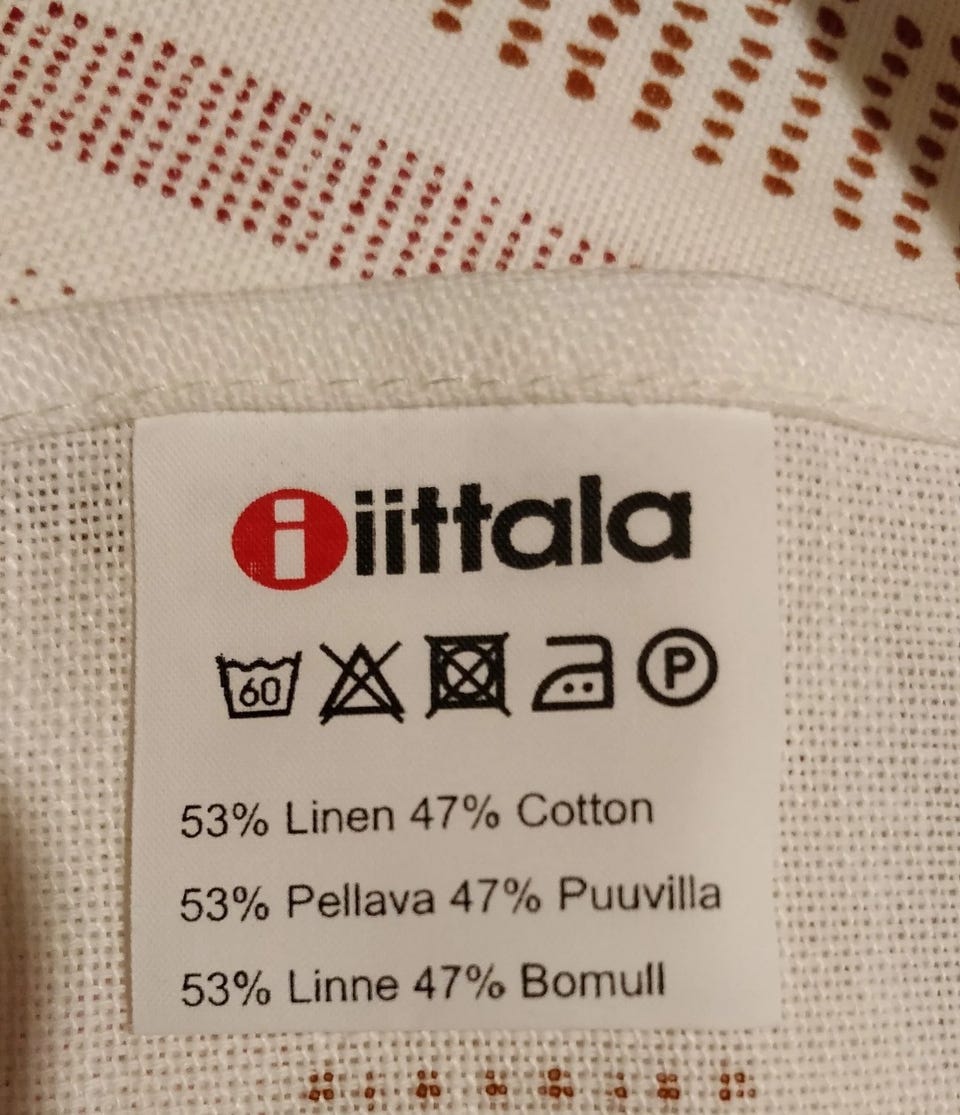 i iittala
60 P
53% Linen 47% Cotton
53% Pellava 47% Puuvilla
53% Linne 47% Bomull